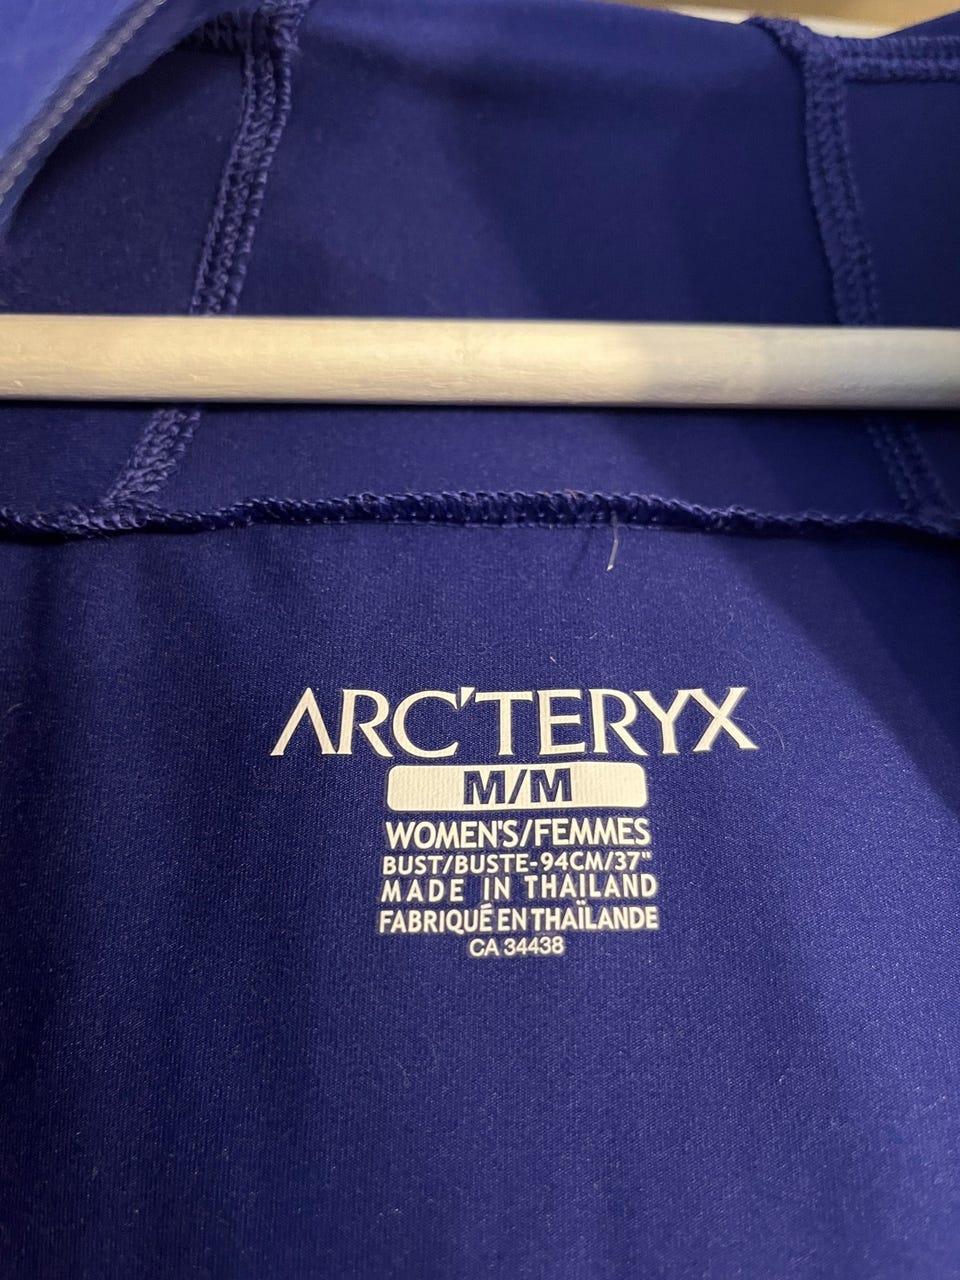 ARC'TERYX
M/M
WOMEN'S/FEMMES
BUST/BUSTE-94CM/37"
MADE IN THAILAND
FABRIQUÉ EN THAÏLANDE
CA 34438